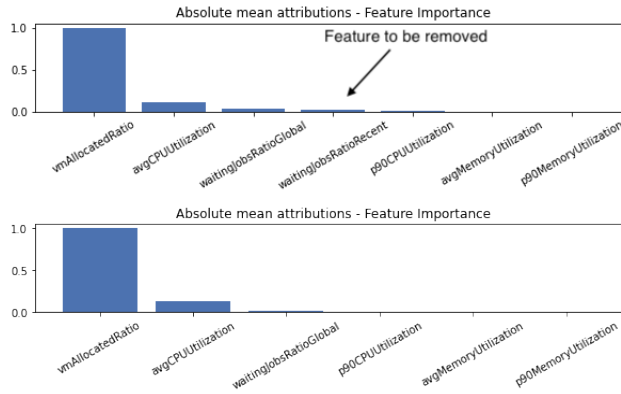 Absolute mean attributions - Feature Importance
Feature to be removed
1.0
0.5
0.0
vmAllocatedRatio
avgCPUUtilization
waitingJobsRatioGlobal
waitingJobsRatioRecent
p90CPUUtilization
avgMemoryUtilization
p90MemoryUtilization
Absolute mean attributions - Feature Importance
1.0
0.5
0.0
vmAllocatedRatio
avgCPUUtilization
waitingJobsRatioGlobal
p90CPUUtilization
avgMemoryUtilization
p90MemoryUtilization